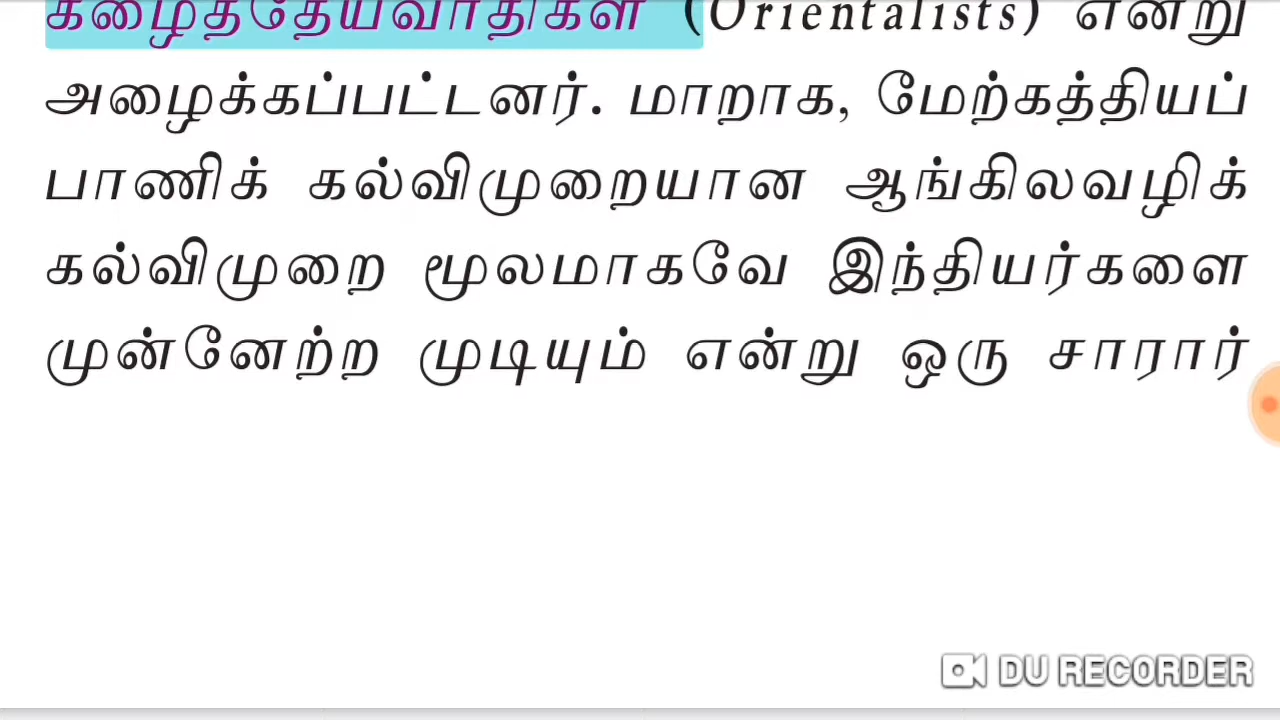 கீழைத்தேயவாதிகள் (Orientalists) என்று
அழைக்கப்பட்டனர். மாறாக, மேற்கத்தியப்
பாணிக் கல்விமுறையான ஆங்கிலவழிக்
கல்விமுறை மூலமாகவே இந்தியர்களை
முன்னேற்ற முடியும் என்று ஒரு சாரார்
DU RECORDER